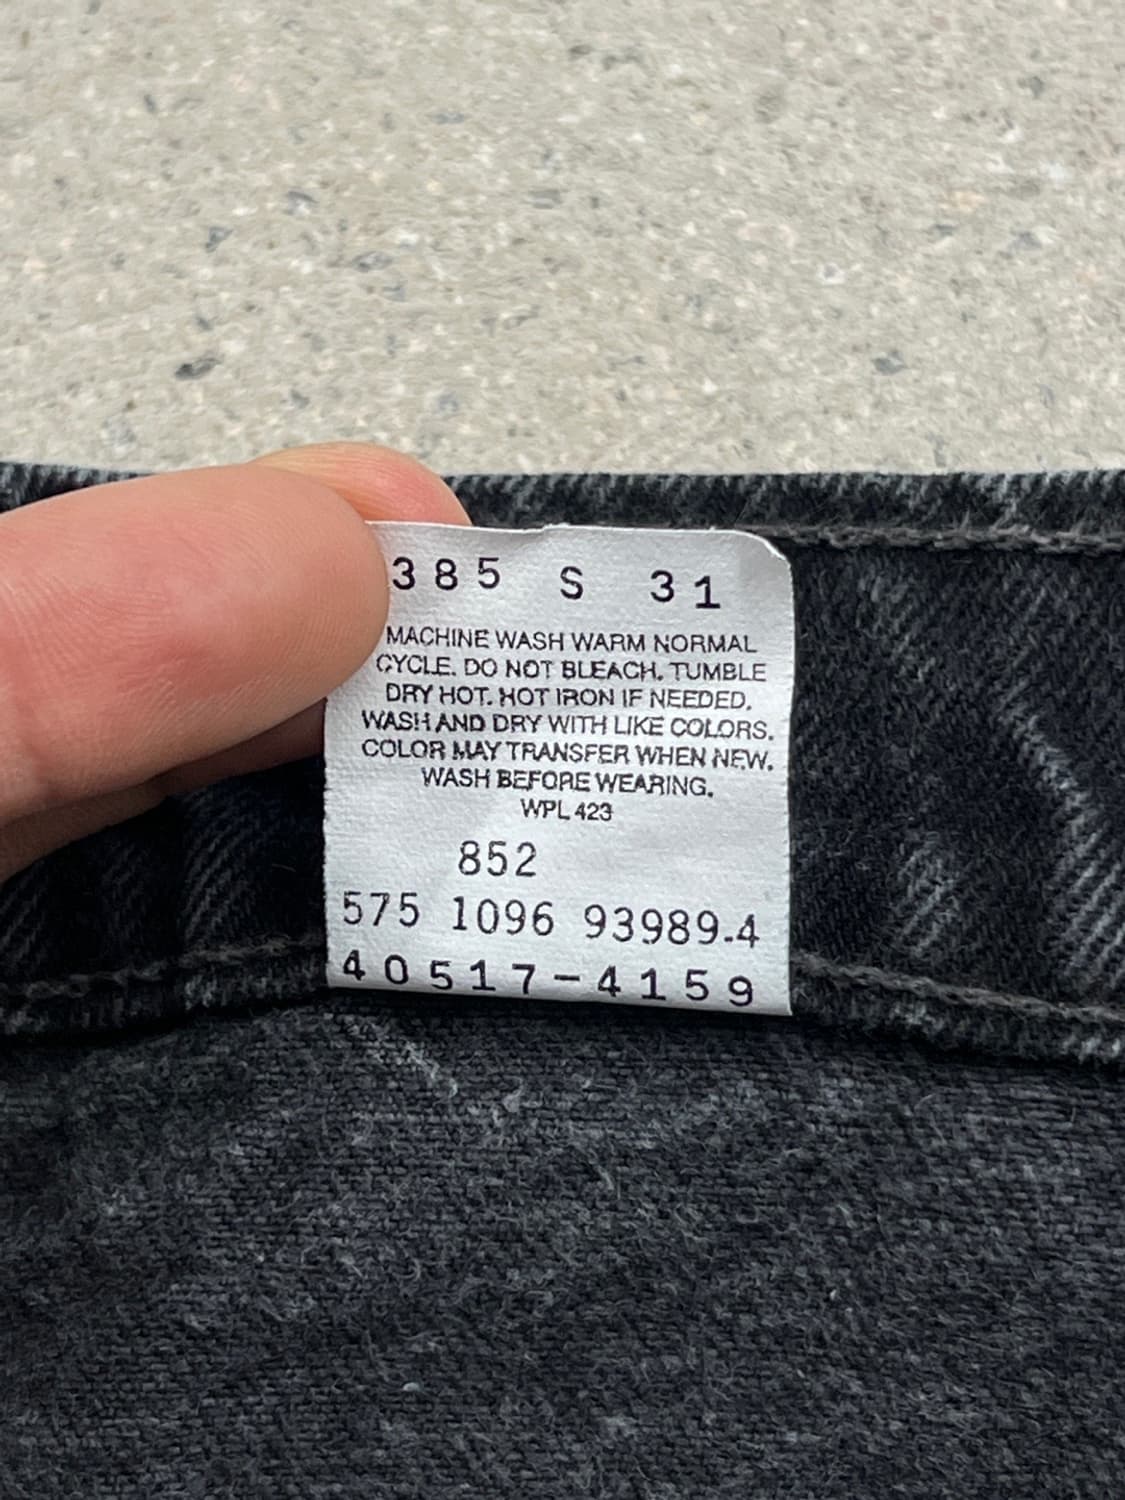 385 S 31
MACHINE WASH WARM NORMAL
CYCLE. DO NOT BLEACH. TUMBLE
DRY HOT. HOT IRON IF NEEDED.
WASH AND DRY WITH LIKE COLORS.
COLOR MAY TRANSFER WHEN NEW.
WASH BEFORE WEARING.
WPL 423
852
575 1096 93989-4
40517-4159